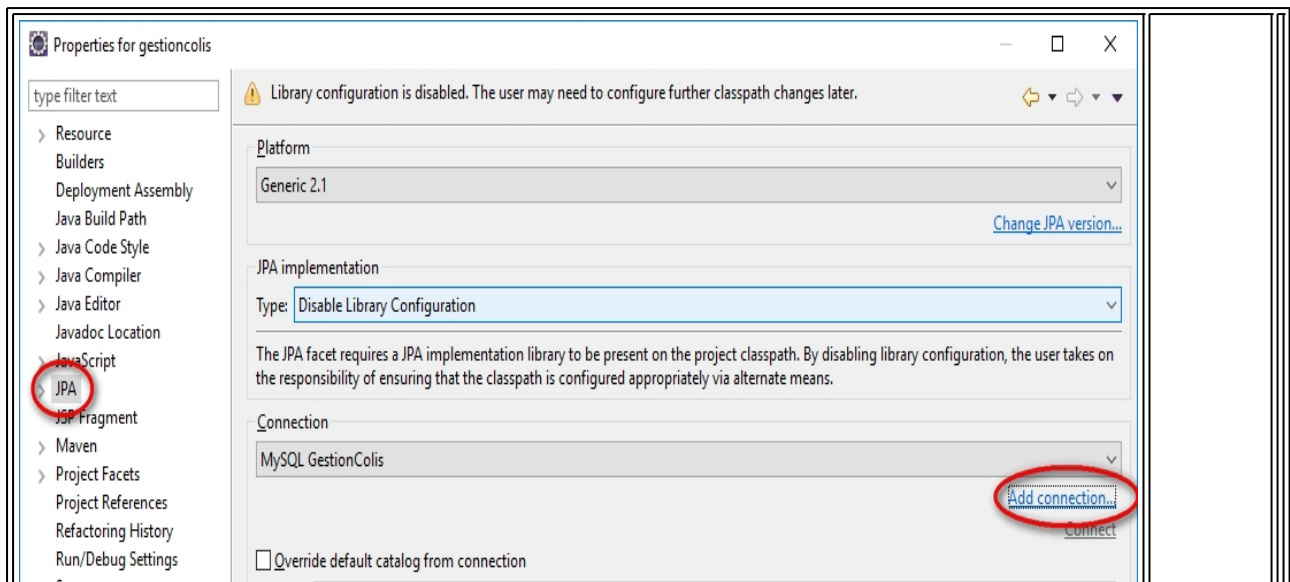 Properties for gestioncolis
type filter text
Library configuration is disabled. The user may need to configure further classpath changes later.
Resource
Builders
Deployment Assembly
Java Build Path
Java Code Style
Java Compiler
Java Editor
Javadoc Location
JavaScript
JPA
JSP Fragment
Maven
Project Facets
Project References
Refactoring History
Run/Debug Settings
Platform
Generic 2.1
Change JPA version...
JPA implementation
Type: Disable Library Configuration
The JPA facet requires a JPA implementation library to be present on the project classpath. By disabling library configuration, the user takes on
the responsibility of ensuring that the classpath is configured appropriately via alternate means.
Connection
MySQL GestionColis
Add connection...
Connect
Override default catalog from connection